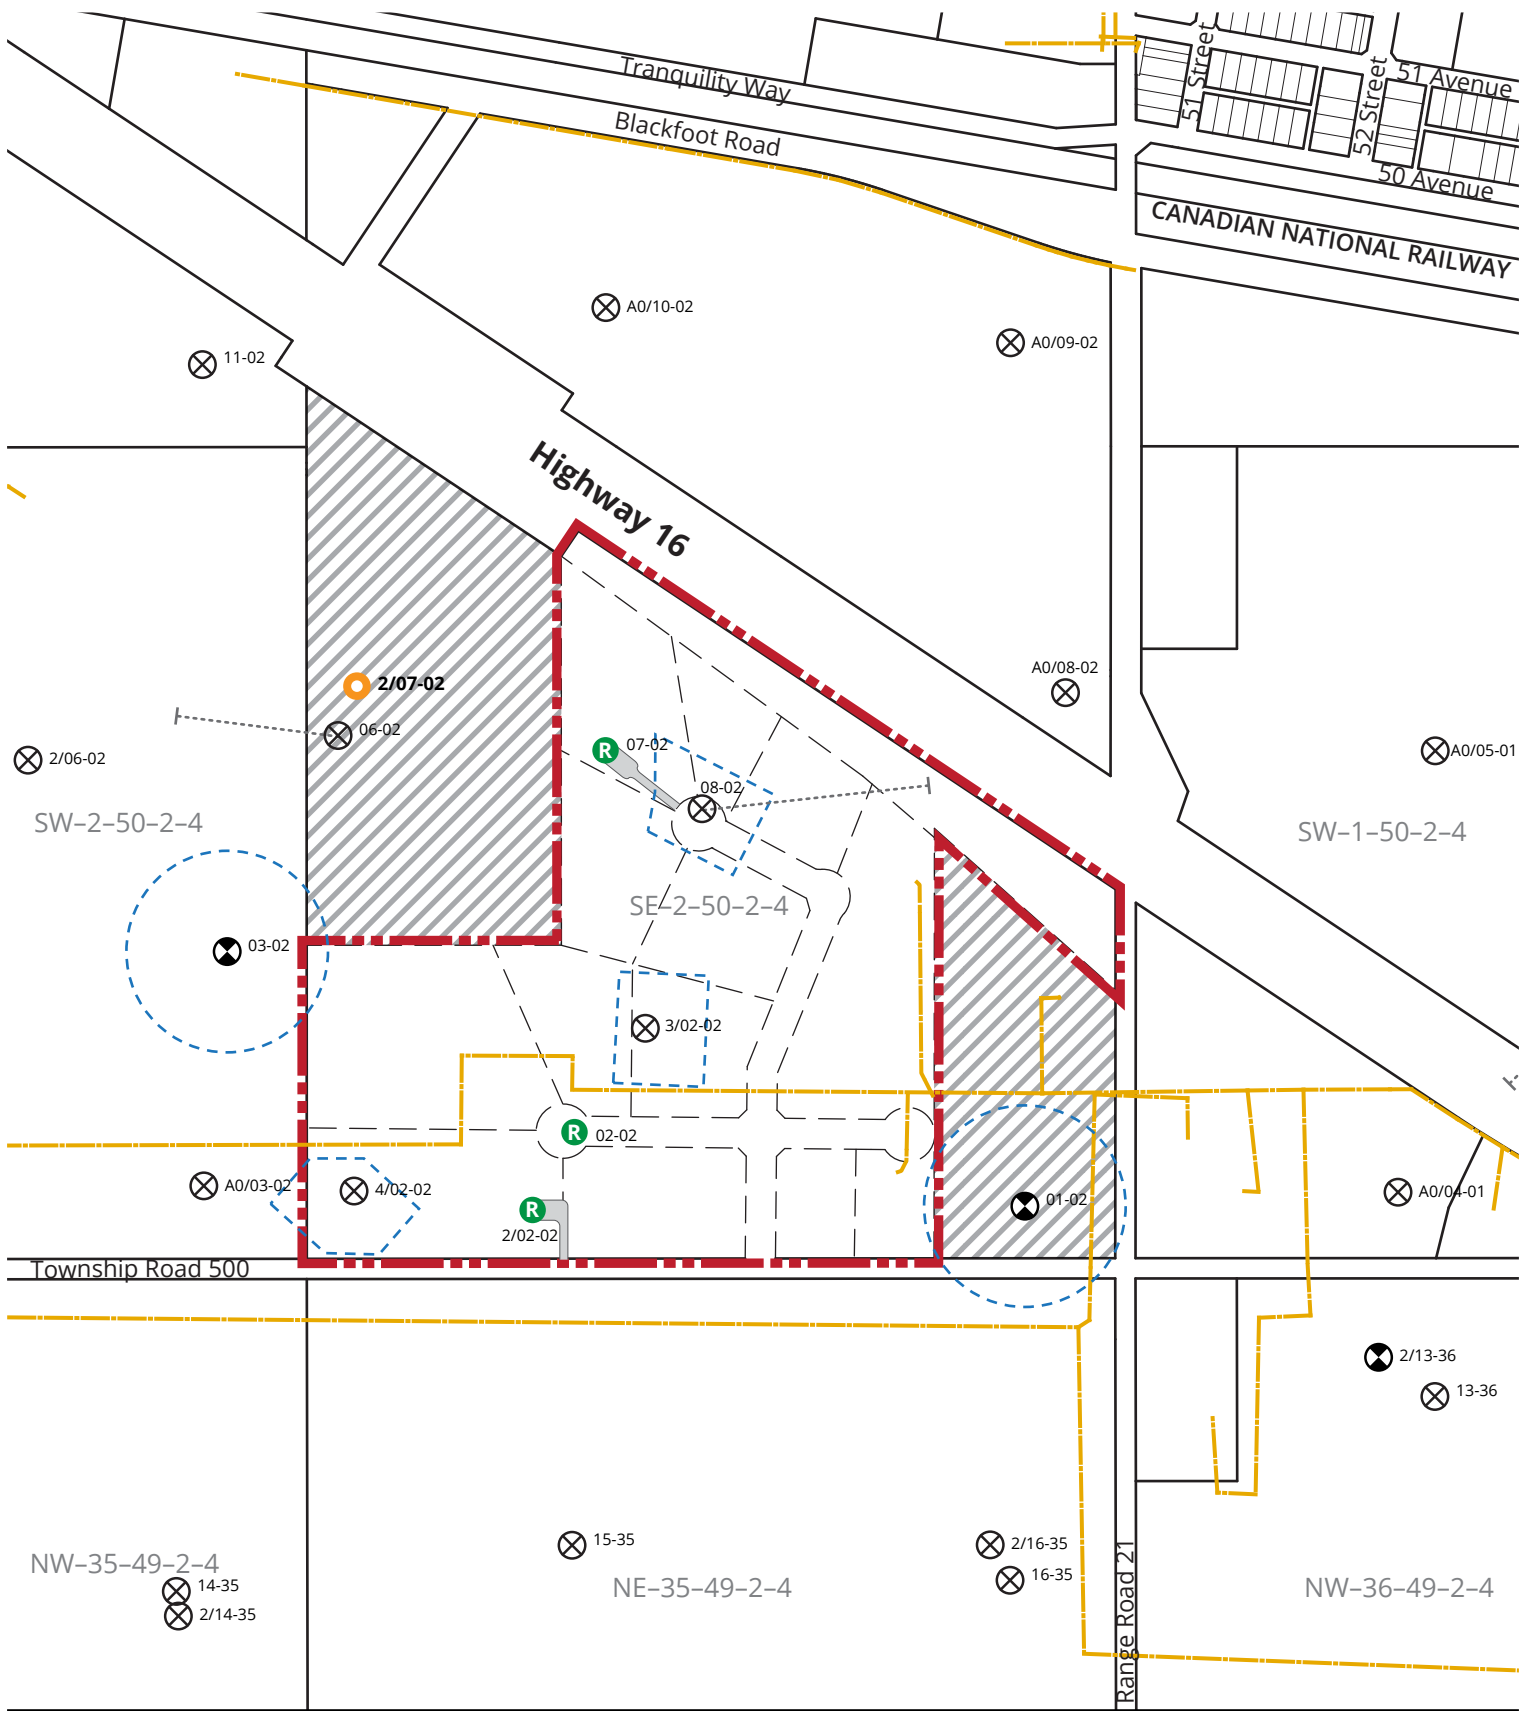 51 Street
52 Street
51 Avenue
50 Avenue
Tranquility Way
Blackfoot Road
CANADIAN NATIONAL RAILWAY
A0/10-02
A0/09-02
11-02
Highway 16
A0/08-02
2/07-02
06-02
2/06-02
R 07-02
08-02
A0/05-01
SW–2–50–2–4
SW–1–50–2–4
SE–2–50–2–4
03-02
3/02-02
R 02-02
A0/03-02
4/02-02
01-02
A0/04-01
R
2/02-02
Township Road 500
2/13-36
13-36
15-35
2/16-35
16-35
NW–35–49–2–4
14-35
2/14-35
NE–35–49–2–4
NW–36–49–2–4
Range Road 21